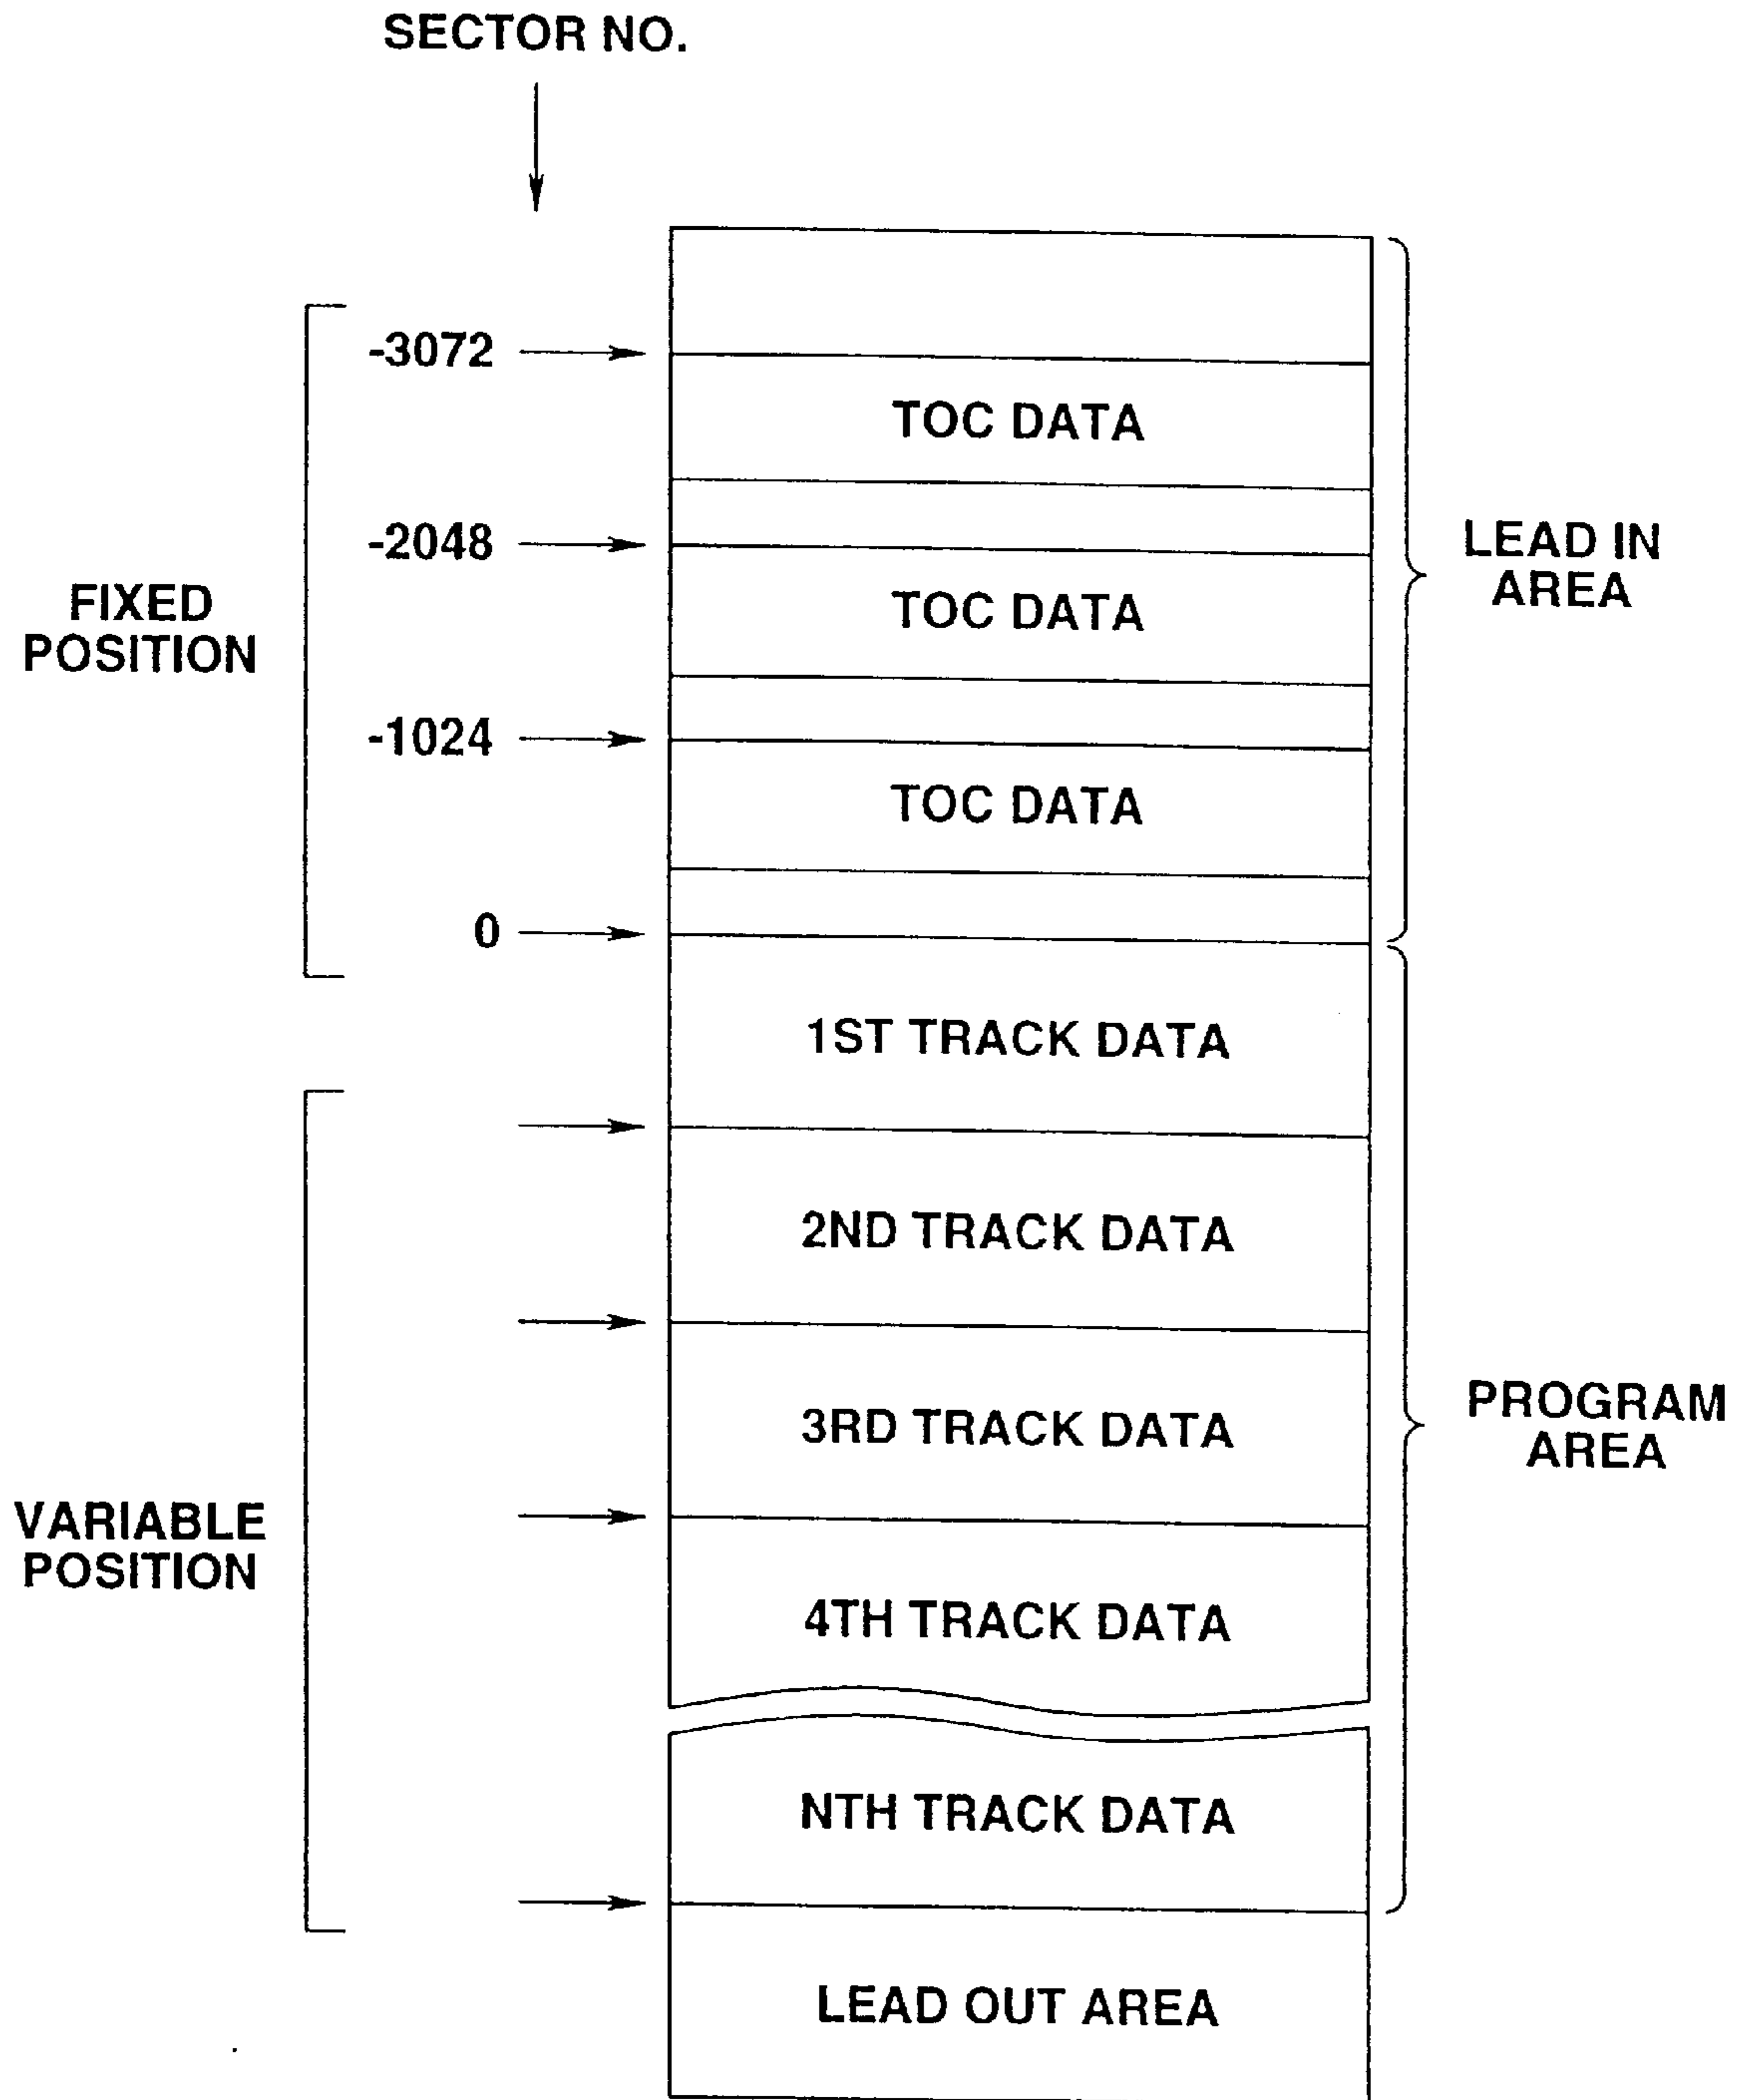 SECTOR NO.
-3072
TOC DATA
-2048
TOC DATA
LEAD IN
AREA
FIXED
POSITION
-1024
TOC DATA
0
1ST TRACK DATA
2ND TRACK DATA
3RD TRACK DATA
PROGRAM
AREA
VARIABLE
POSITION
4TH TRACK DATA
NTH TRACK DATA
LEAD OUT AREA